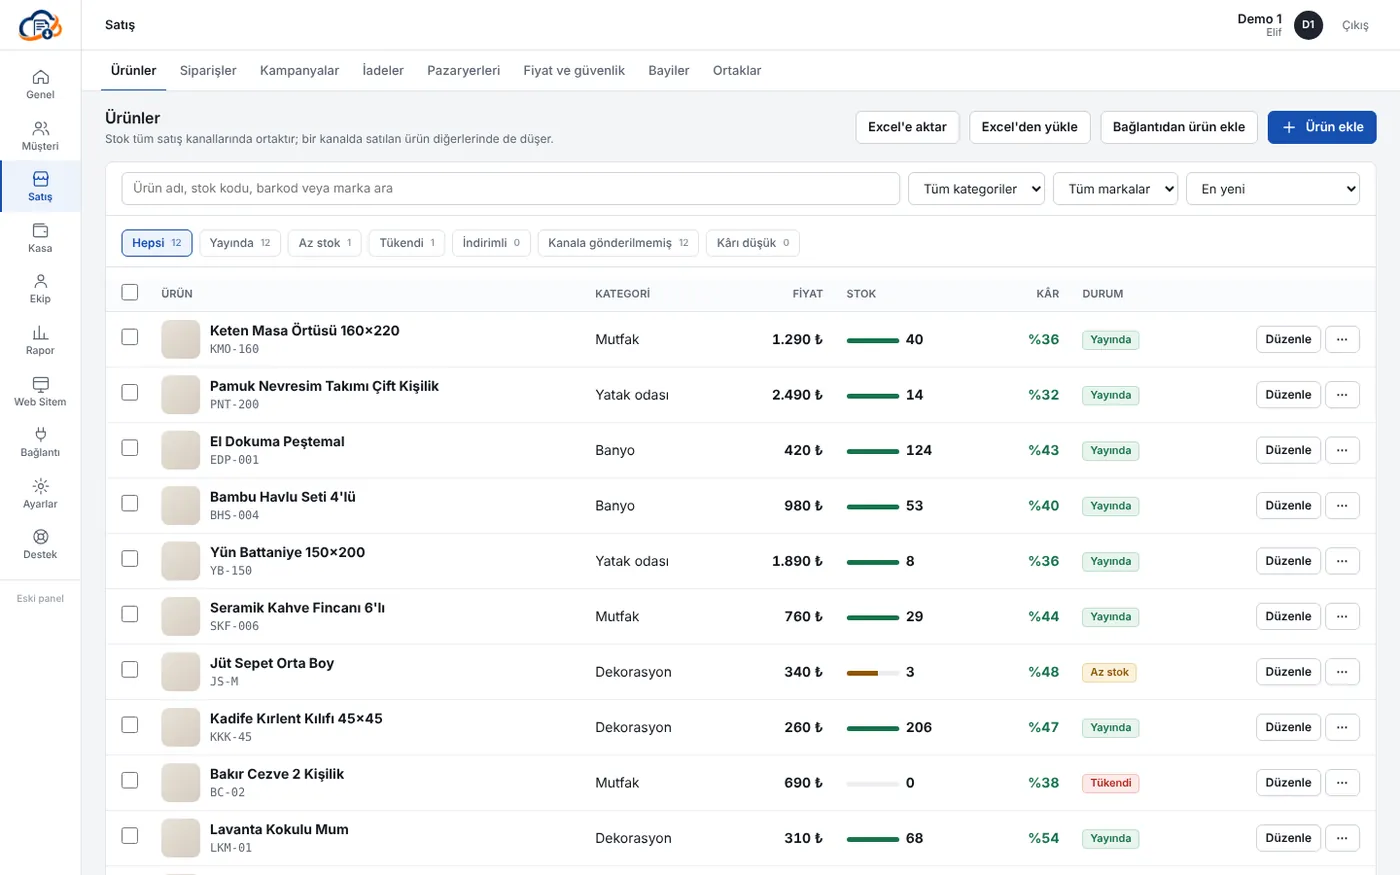 Satış
Demo 1
Elif
D1
Çıkış
Genel
Müşteri
Satış
Kasa
Ekip
Rapor
Web Sitem
Bağlantı
Ayarlar
Destek
Eski panel
Ürünler Siparişler Kampanyalar İadeler Pazaryerleri Fiyat ve güvenlik Bayiler Ortaklar
Ürünler
Stok tüm satış kanallarında ortaktır; bir kanalda satılan ürün diğerlerinde de düşer.
Excel'e aktar Excel'den yükle Bağlantıdan ürün ekle + Ürün ekle
Ürün adı, stok kodu, barkod veya marka ara Tüm kategoriler Tüm markalar En yeni
Hepsi 12 Yayında 12 Az stok 1 Tükendi 1 İndirimli 0 Kanala gönderilmemiş 12 Kârı düşük 0
ÜRÜN KATEGORİ FİYAT STOK KÂR DURUM
Keten Masa Örtüsü 160×220
KMO-160
Mutfak 1.290 ₺ 40 %36 Yayında Düzenle ...
Pamuk Nevresim Takımı Çift Kişilik
PNT-200
Yatak odası 2.490 ₺ 14 %32 Yayında Düzenle ...
El Dokuma Peştemal
EDP-001
Banyo 420 ₺ 124 %43 Yayında Düzenle ...
Bambu Havlu Seti 4'lü
BHS-004
Banyo 980 ₺ 53 %40 Yayında Düzenle ...
Yün Battaniye 150×200
YB-150
Yatak odası 1.890 ₺ 8 %36 Yayında Düzenle ...
Seramik Kahve Fincanı 6'lı
SKF-006
Mutfak 760 ₺ 29 %44 Yayında Düzenle ...
Jüt Sepet Orta Boy
JS-M
Dekorasyon 340 ₺ 3 %48 Az stok Düzenle ...
Kadife Kırlent Kılıfı 45×45
KKK-45
Dekorasyon 260 ₺ 206 %47 Yayında Düzenle ...
Bakır Cezve 2 Kişilik
BC-02
Mutfak 690 ₺ 0 %38 Tükendi Düzenle ...
Lavanta Kokulu Mum
LKM-01
Dekorasyon 310 ₺ 68 %54 Yayında Düzenle ...